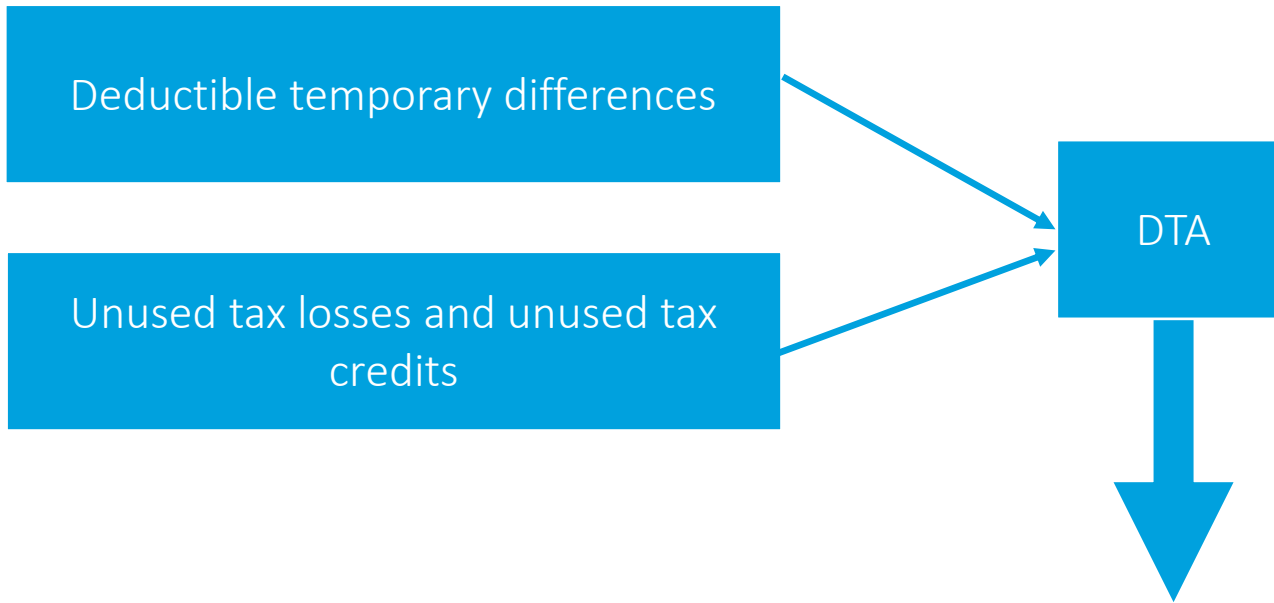 Deductible temporary differences
DTA
Unused tax losses and unused tax
credits